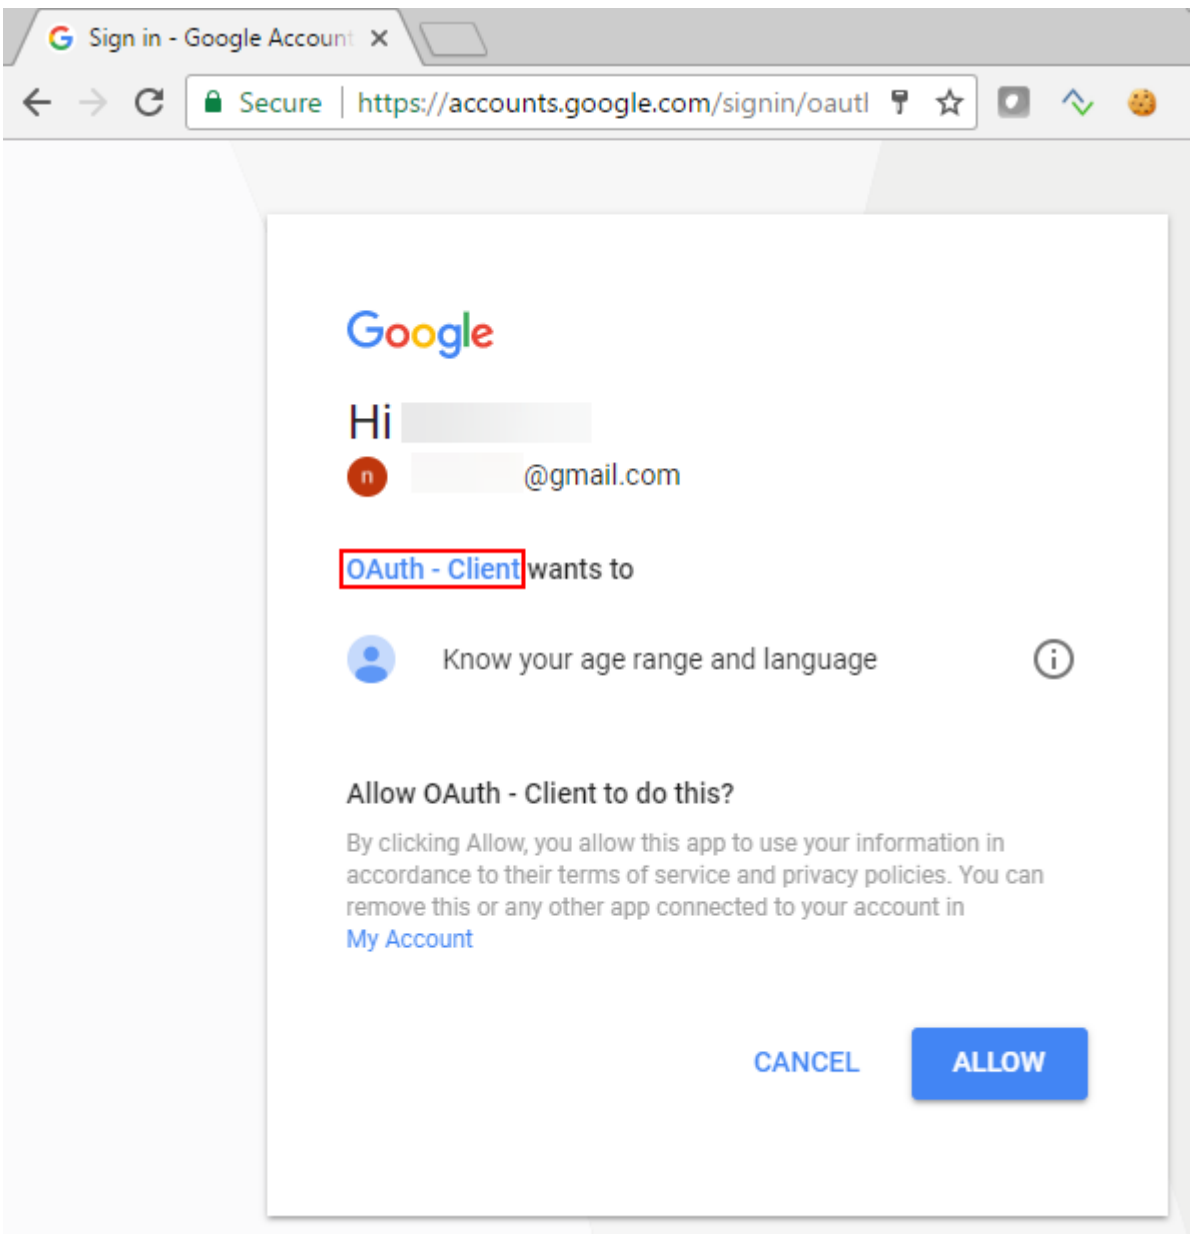 G Sign in - Google Account
Secure | https://accounts.google.com/signin/oaut
Google
Hi
n @gmail.com
OAuth - Client wants to
Know your age range and language
Allow OAuth - Client to do this?
By clicking Allow, you allow this app to use your information in
accordance to their terms of service and privacy policies. You can
remove this or any other app connected to your account in
My Account
CANCEL ALLOW